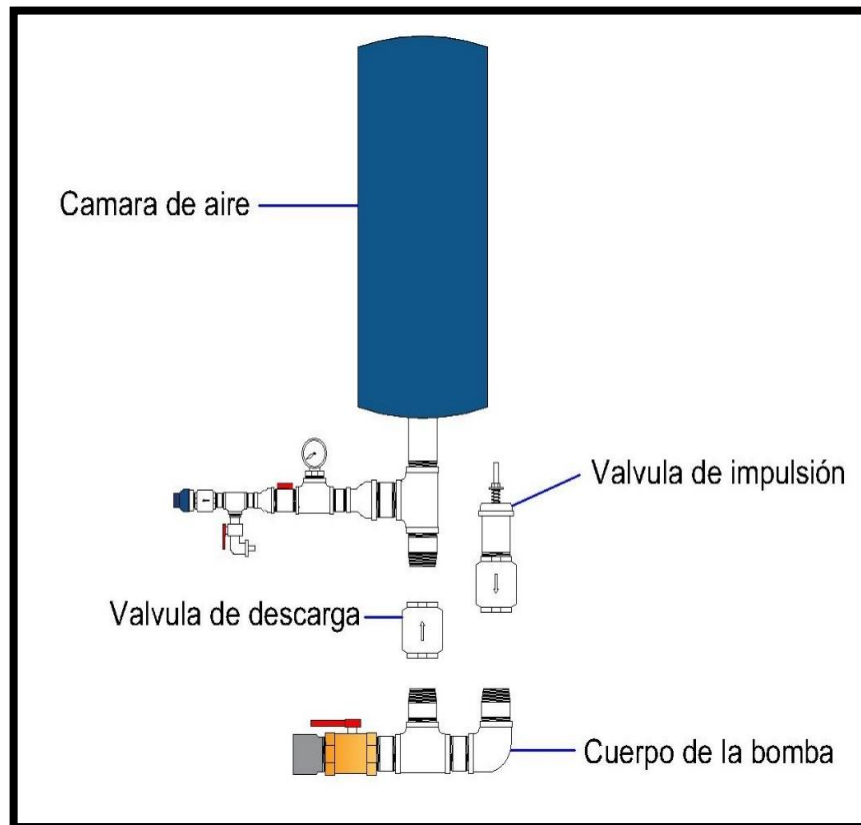 Camara de aire
Valvula de impulsión
Valvula de descarga
Cuerpo de la bomba